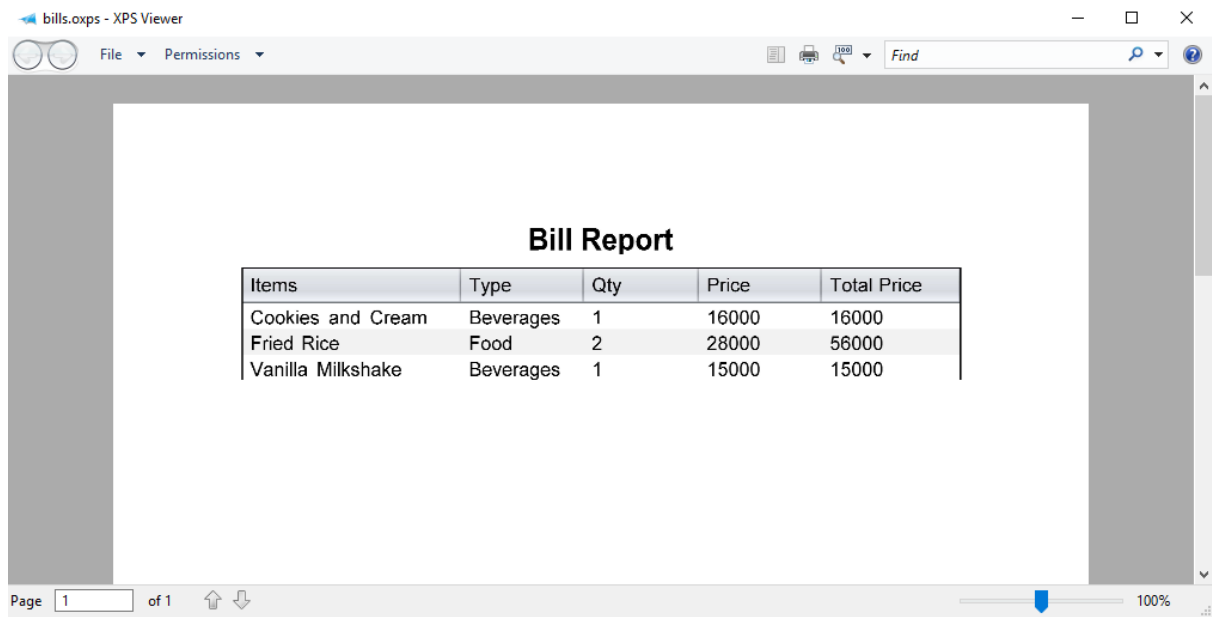 bills.oxps - XPS Viewer
File Permissions 100 Find
Bill Report
Items Type Qty Price Total Price
Cookies and Cream Beverages 1 16000 16000
Fried Rice Food 2 28000 56000
Vanilla Milkshake Beverages 1 15000 15000
Page 1 of 1 100%